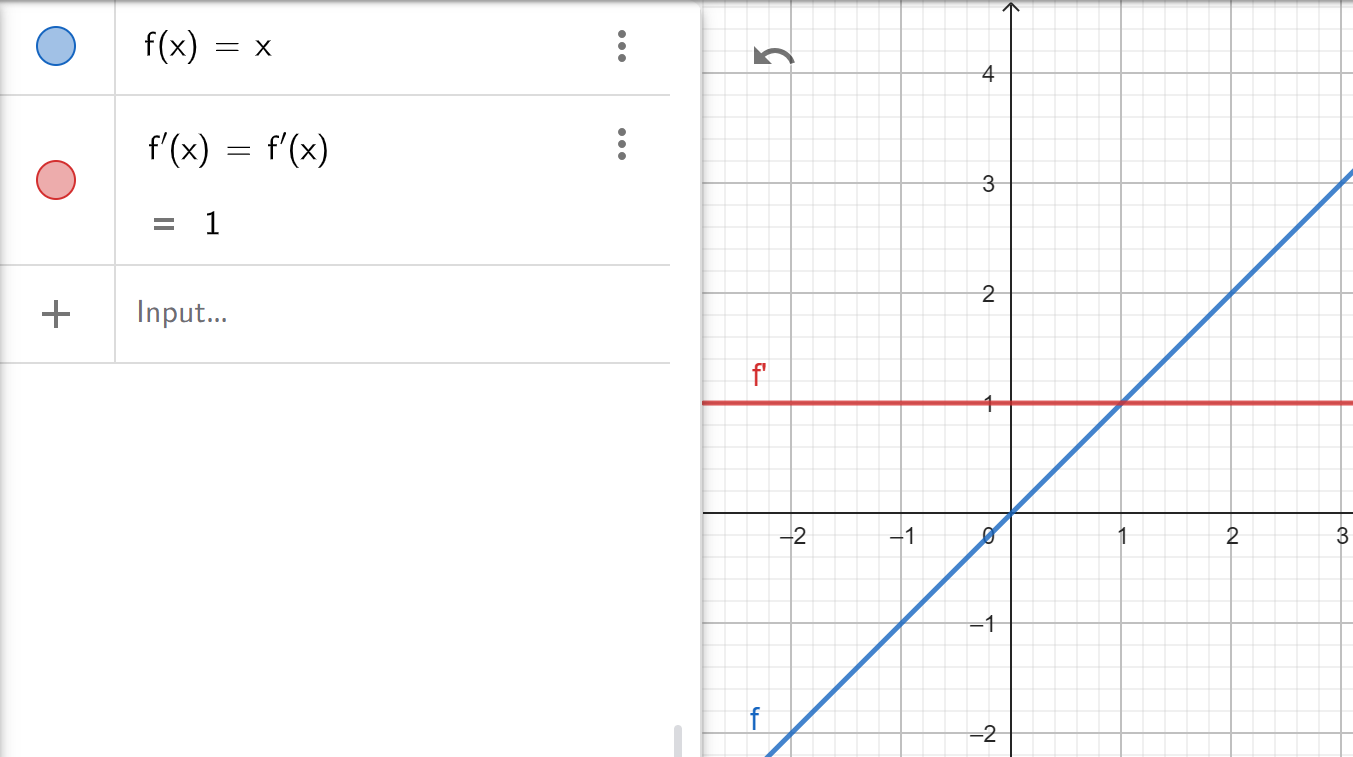 f(x) = x
f′(x) = f′(x)
= 1
Input...
4
3
2
f'
1
–2
–1
0
1
2
3
–1
f
–2